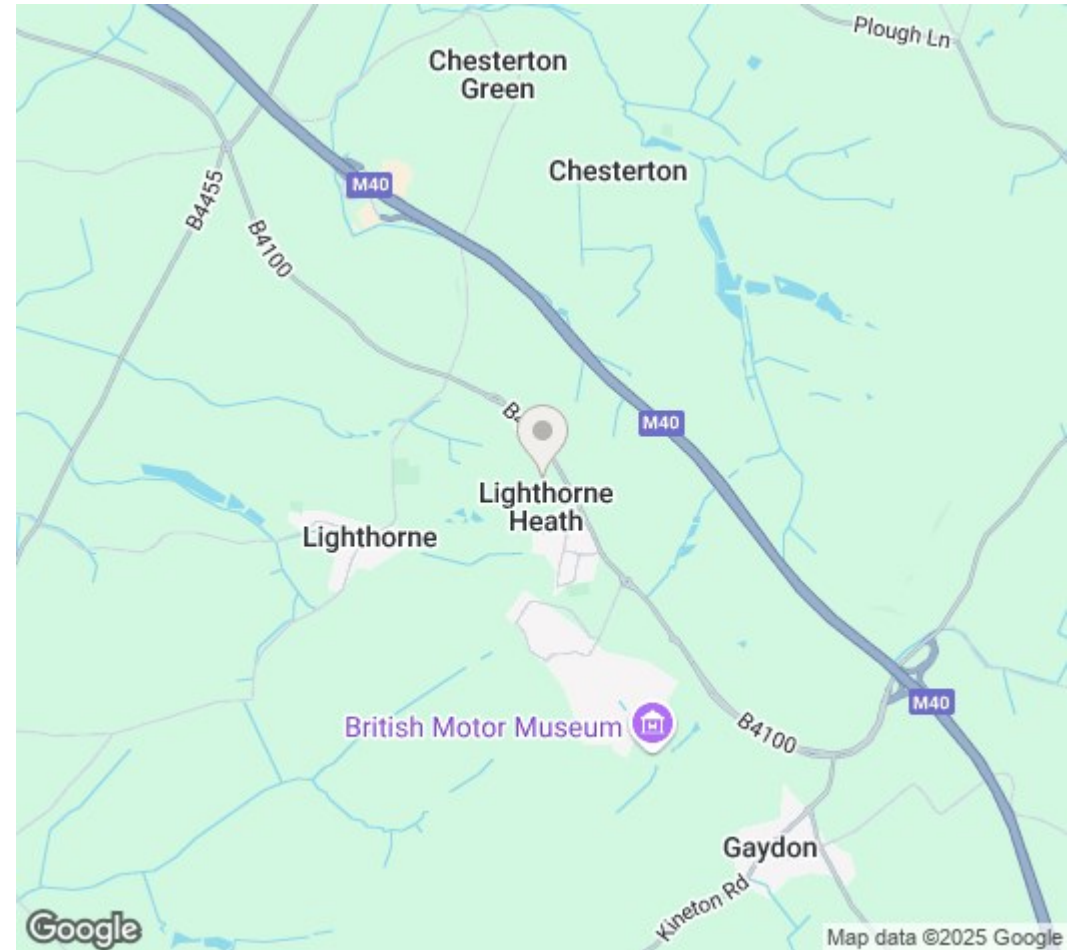 Plough Ln
Chesterton
Green
Chesterton
M40
B4455
B4100
M40
Lighthorne
Heath
Lighthorne
M40
British Motor Museum
B4100
Gaydon
Kineton Rd
Google
Map data ©2025 Google